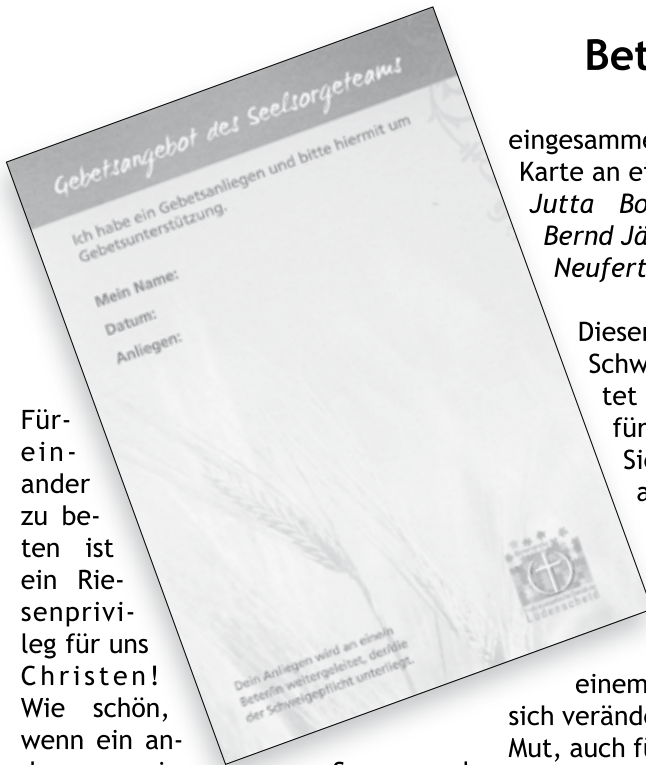 Gebetsangebot des Seelsorgeteams
Ich habe ein Gebetsanliegen und bitte hiermit um
Gebetsunterstützung.
Mein Name:
Datum:
Anliegen:
Lüdenscheid
Dein Anliegen wird an eine/n
Beter/in weitergeleitet, der/die
der Schweigepflicht unterliegt.
Für-
ein-
ander
zu be-
ten ist
ein Rie-
senprivi-
leg für uns
Christen!
Wie schön,
wenn ein an-
Bet
eingesamme
Karte an e
Jutta Bo
Bernd Jä
Neufert
Diesen
Schw
tet
für
Sie
a
einem
sich verände
Mut, auch fü